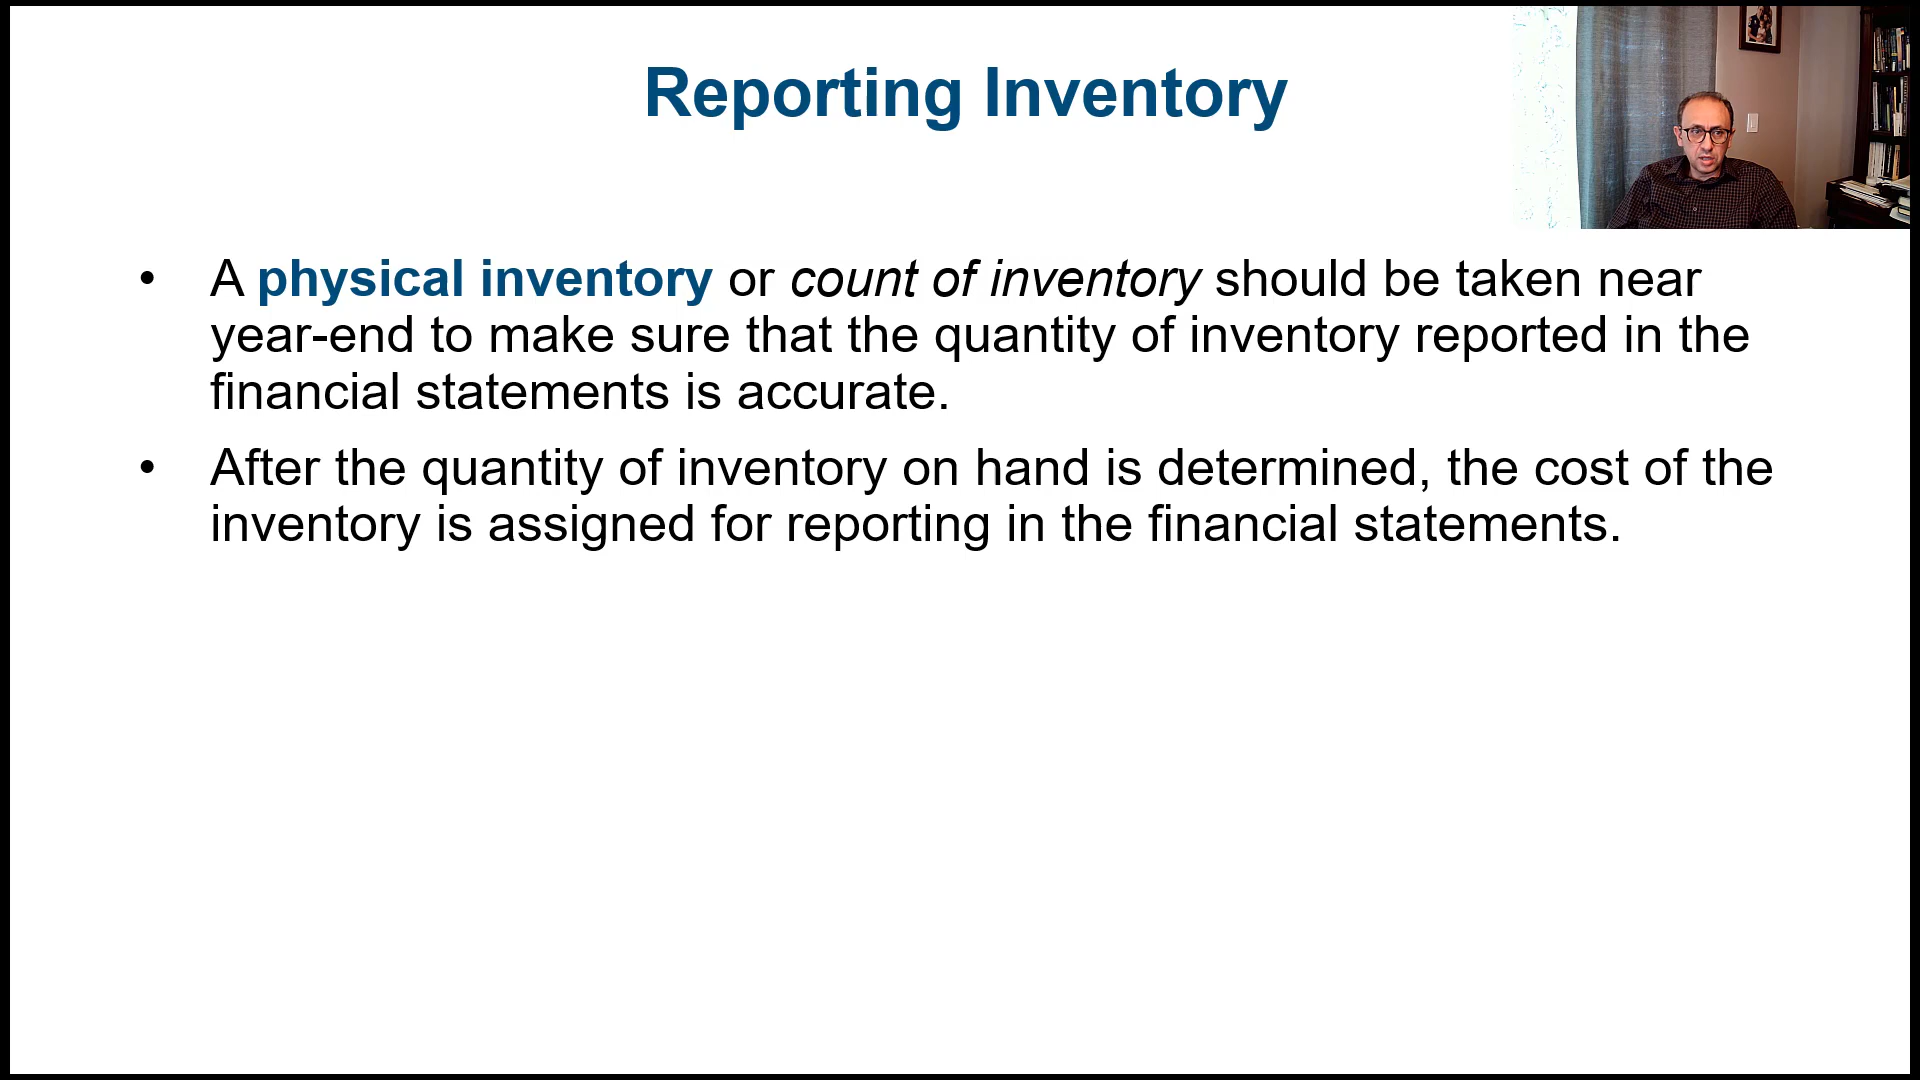 Reporting Inventory
• A physical inventory or count of inventory should be taken near
year-end to make sure that the quantity of inventory reported in the
financial statements is accurate.
• After the quantity of inventory on hand is determined, the cost of the
inventory is assigned for reporting in the financial statements.